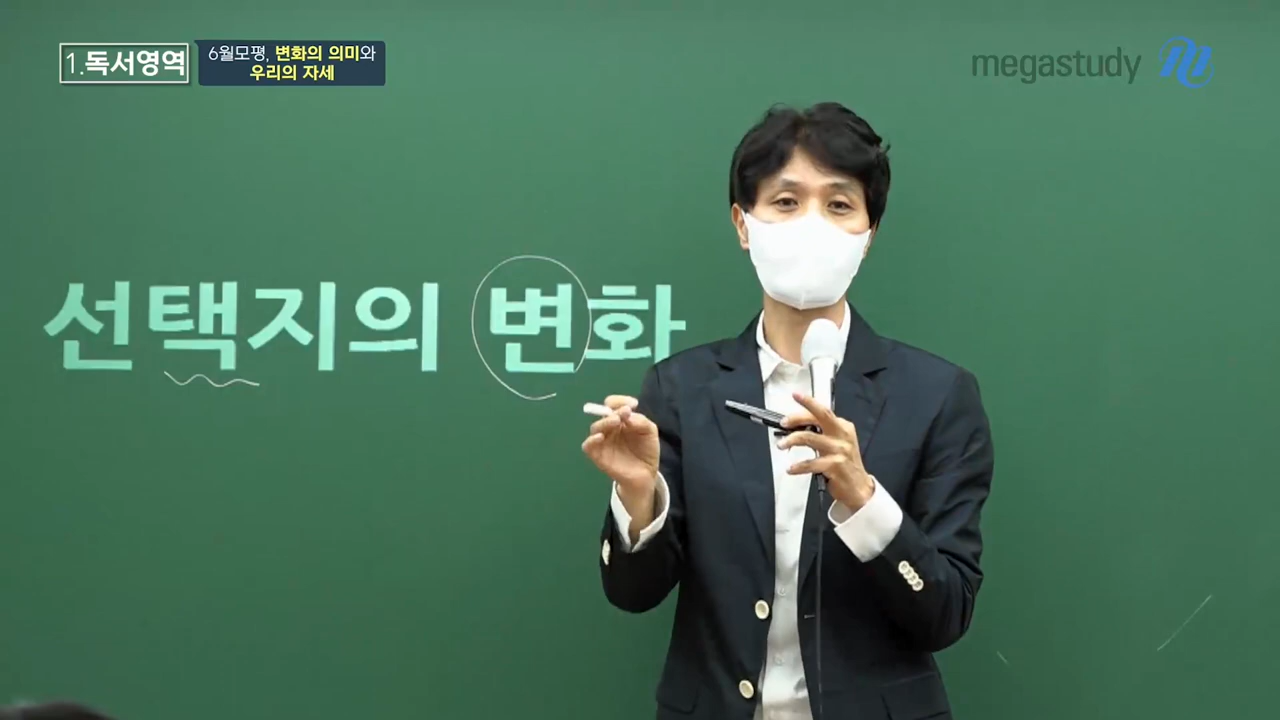 1.독서영역
6월모평, 변화의 의미와
우리의 자세
megastudy
선택지의 변화